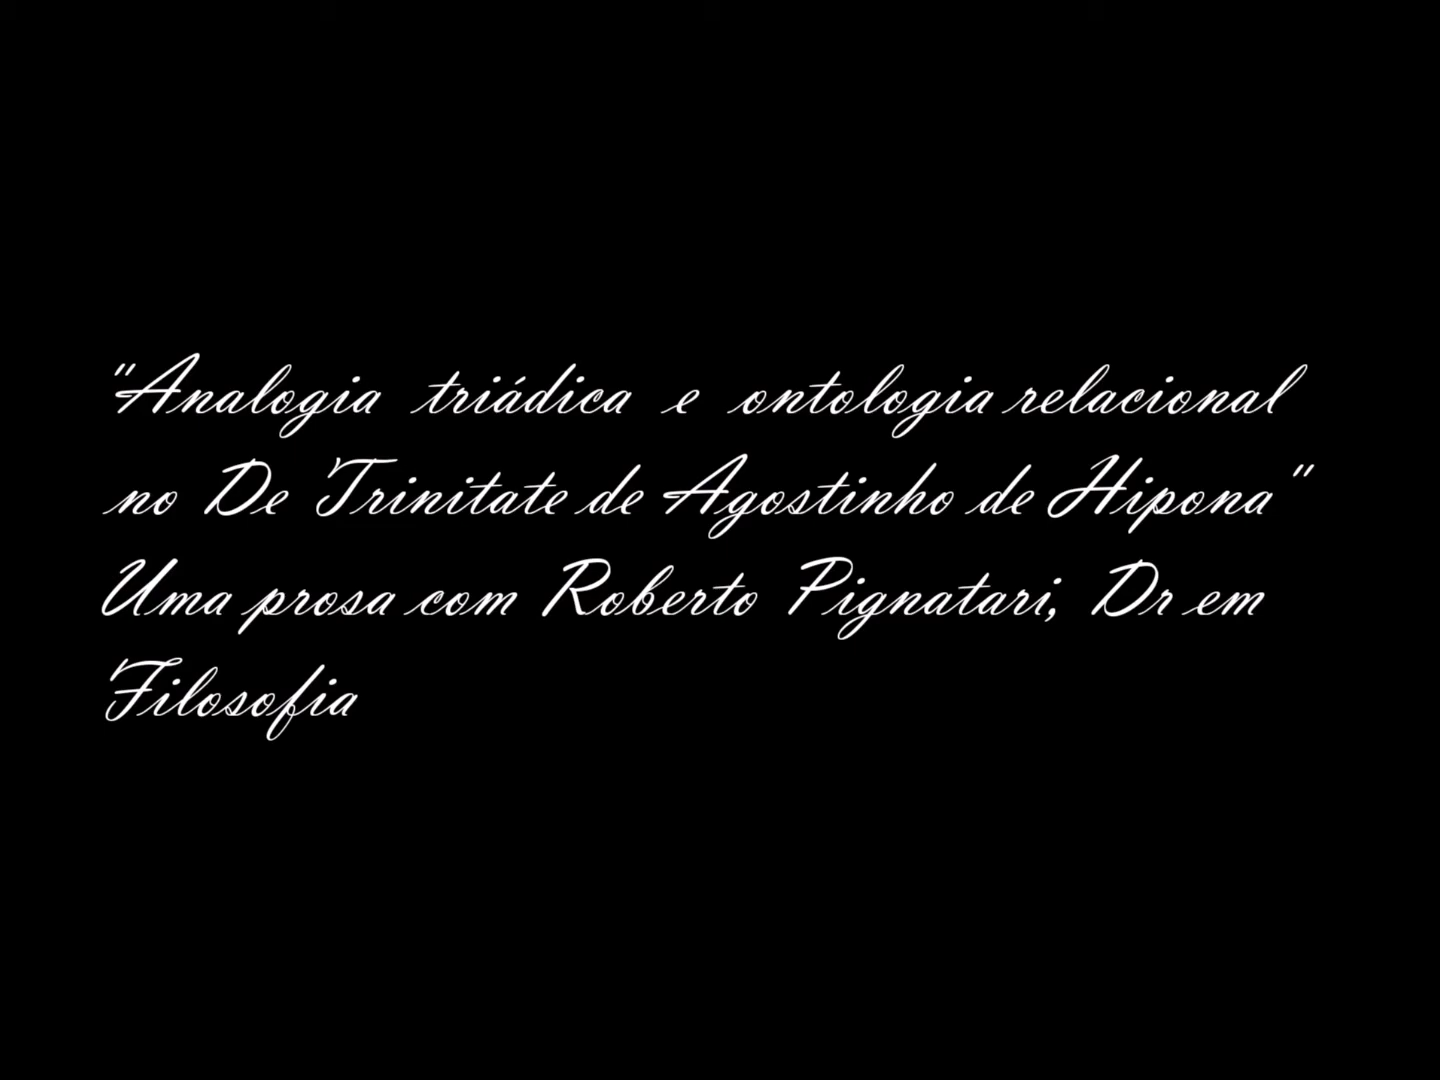 "Analogia triádica e ontologia relacional
no De Trinitate de Agostinho de Hipona"
Uma prosa com Roberto Pignatari, Dr em
Filosofia